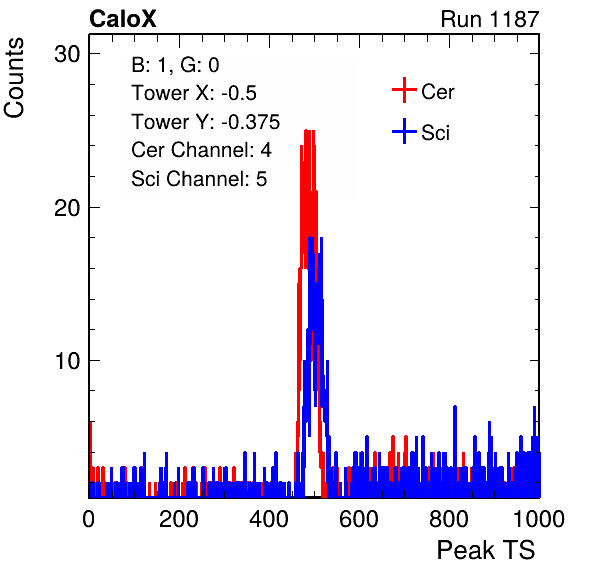 CaloX Run 1187
Counts
30
20
10
B: 1, G: 0
Tower X: -0.5
Tower Y: -0.375
Cer Channel: 4
Sci Channel: 5
Cer
Sci
0 200 400 600 800 1000
Peak TS